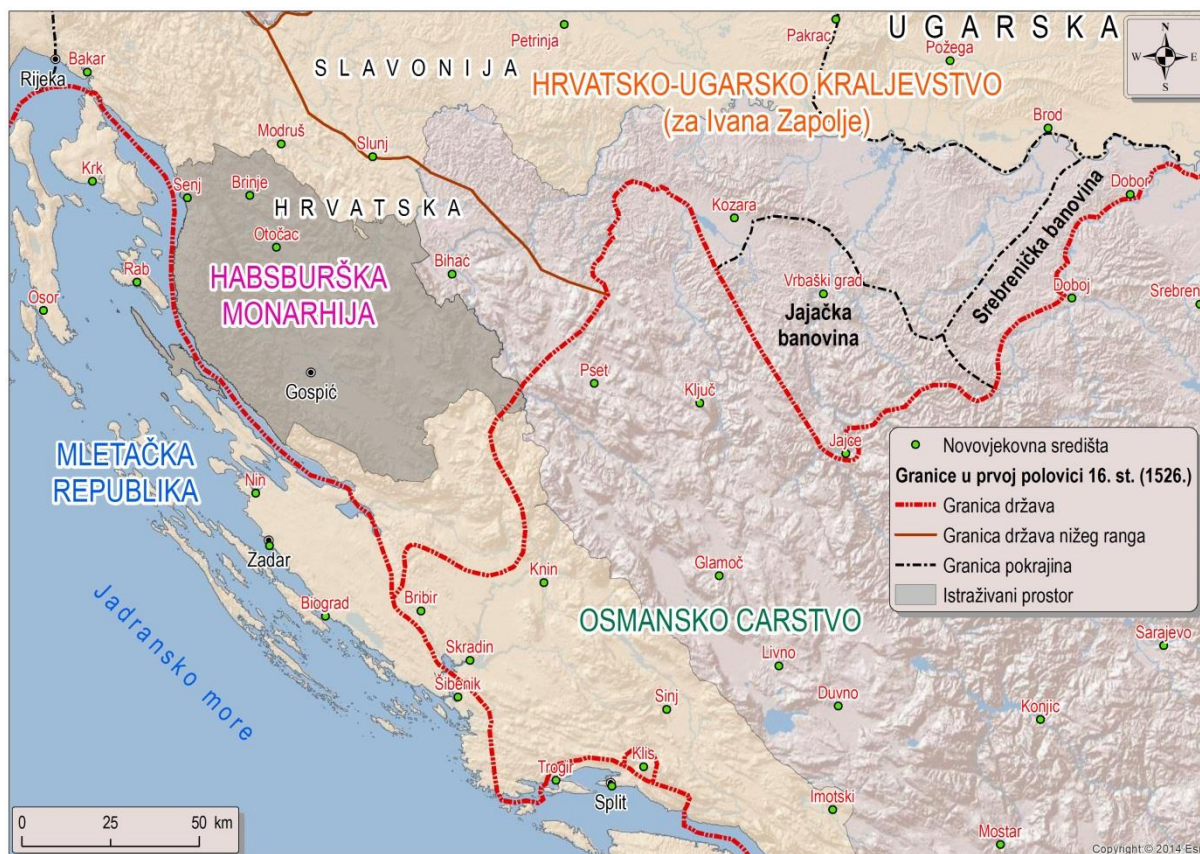 UGARSKA
N
W E
S
Petrinja
Pakrac
Požega
Bakar
Rijeka
SLAVONIJA
HRVATSKO-UGARSKO KRALJEVSTVO
(za Ivana Zapolje)
Modruš
Slunj
Brod
Krk
Senj
Brinje
HRVATSKA
Dobor
Kozara
Otočac
Srebrenička banovina
Rab
HABSBURŠKA
MONARHIJA
Bihać
Osor
Vrbaški grad
Doboj
Srebren
Jajačka
banovina
Gospić
Pset
Ključ
MLETAČKA
REPUBLIKA
Jajce
Nin
Zadar
Novovjekovna središta
Granice u prvoj polovici 16. st. (1526.)
Granica država
Granica država nižeg ranga
Granica pokrajina
Istraživani prostor
Knin
Glamoč
Biograd
Bribir
OSMANSKO CARSTVO
Jadransko more
Skradin
Sarajevo
Livno
Šibenik
Sinj
Duvno
Konjic
Klis
Trogir
Split
Imotski
Mostar
0 25 50 km
Copyright:© 2014 Es